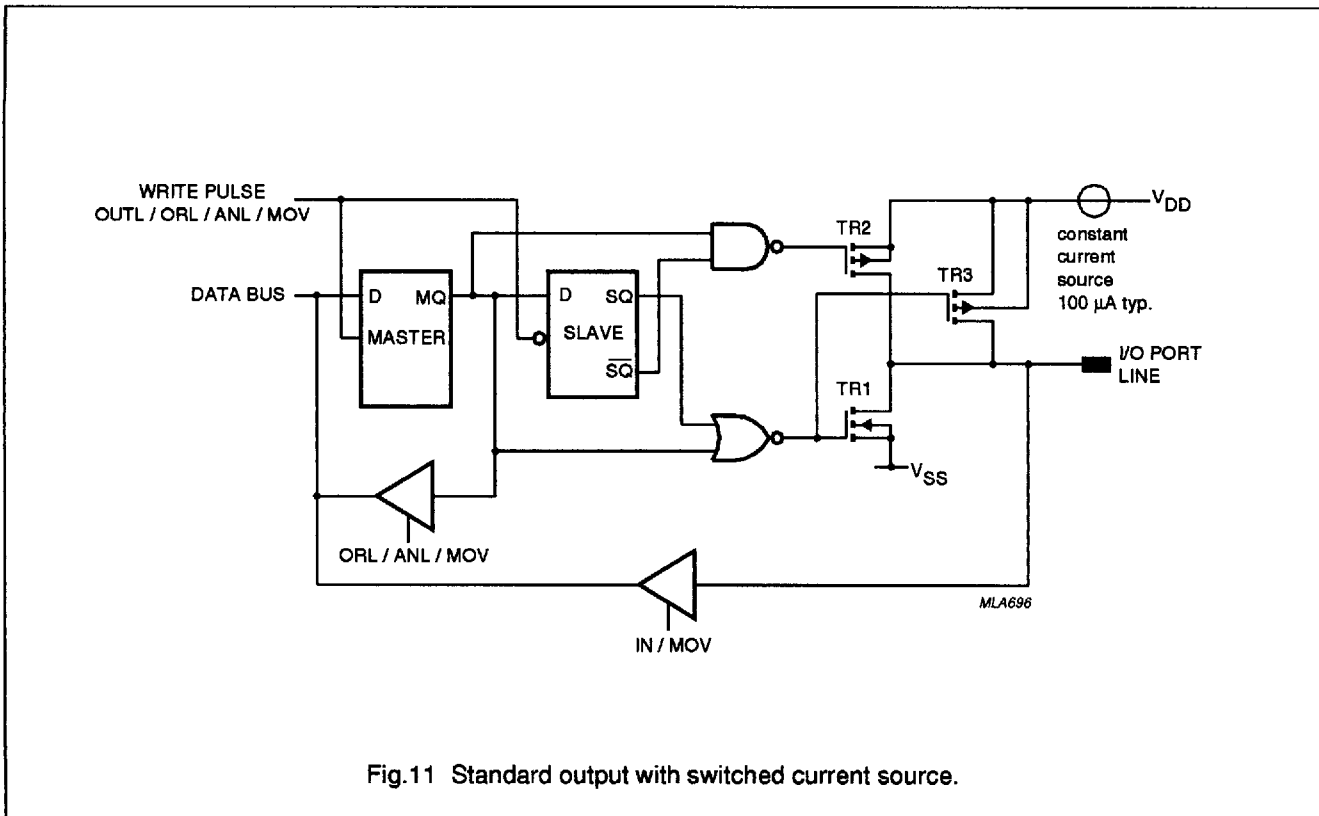 WRITE PULSE
OUTL / ORL / ANL / MOV
DATA BUS
D MQ
MASTER
D SQ
SLAVE
SQ
TR2
TR3
TR1
VDD
constant
current
source
100 µA typ.
I/O PORT
LINE
VSS
ORL / ANL / MOV
IN / MOV
MLA696
Fig.11 Standard output with switched current source.